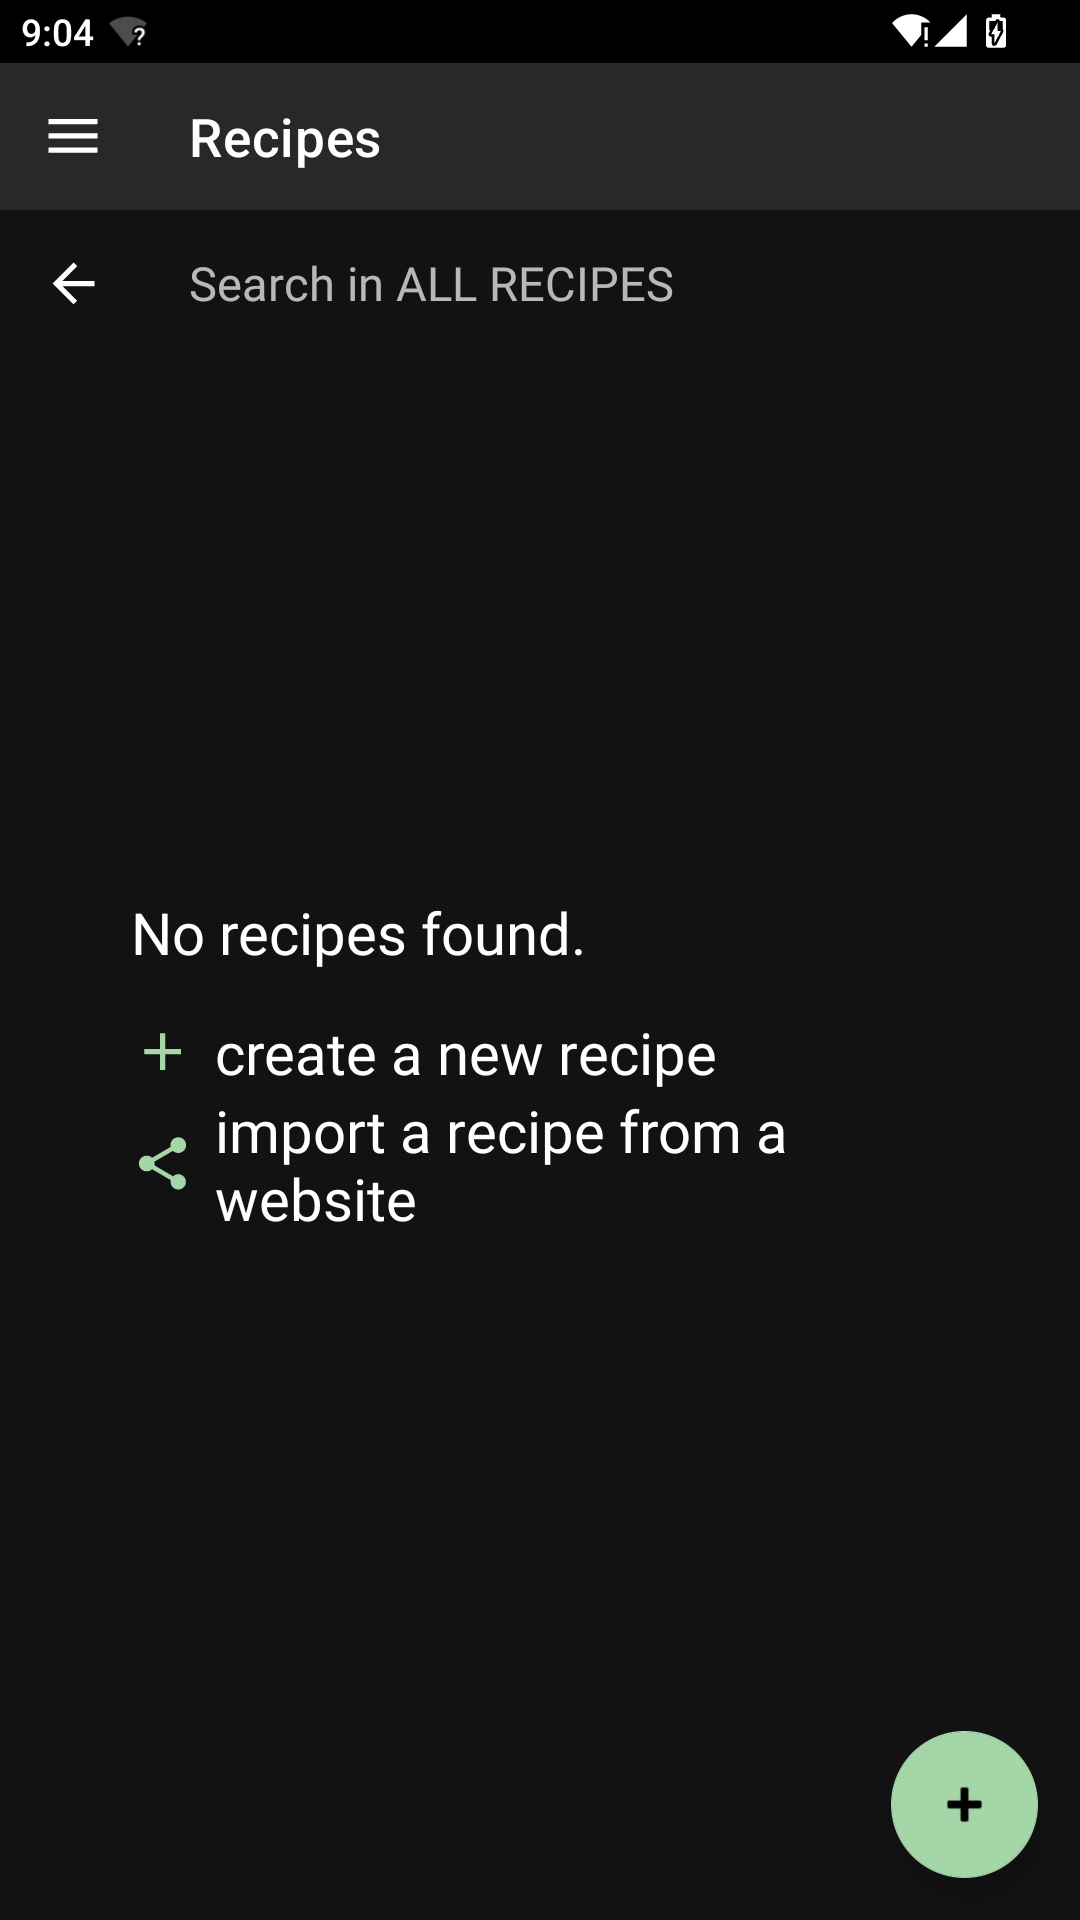 9:04
Recipes
Search in ALL RECIPES
No recipes found.
create a new recipe
import a recipe from a
website